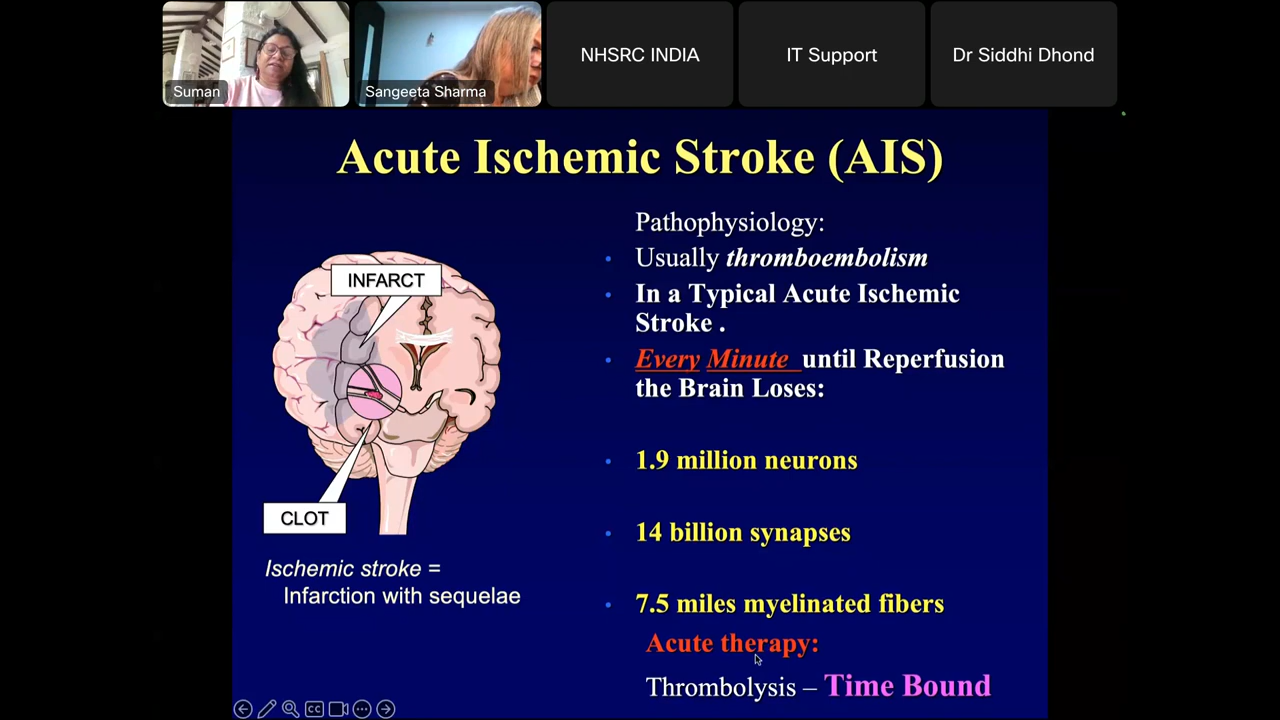 Suman
Sangeeta Sharma
NHSRC INDIA
IT Support
Dr Siddhi Dhond
Acute Ischemic Stroke (AIS)
INFARCT
CLOT
Ischemic stroke =
Infarction with sequelae
Pathophysiology:
• Usually thromboembolism
• In a Typical Acute Ischemic
Stroke .
• Every Minute until Reperfusion
the Brain Loses:
• 1.9 million neurons
• 14 billion synapses
• 7.5 miles myelinated fibers
Acute therapy:
Thrombolysis – Time Bound
CC